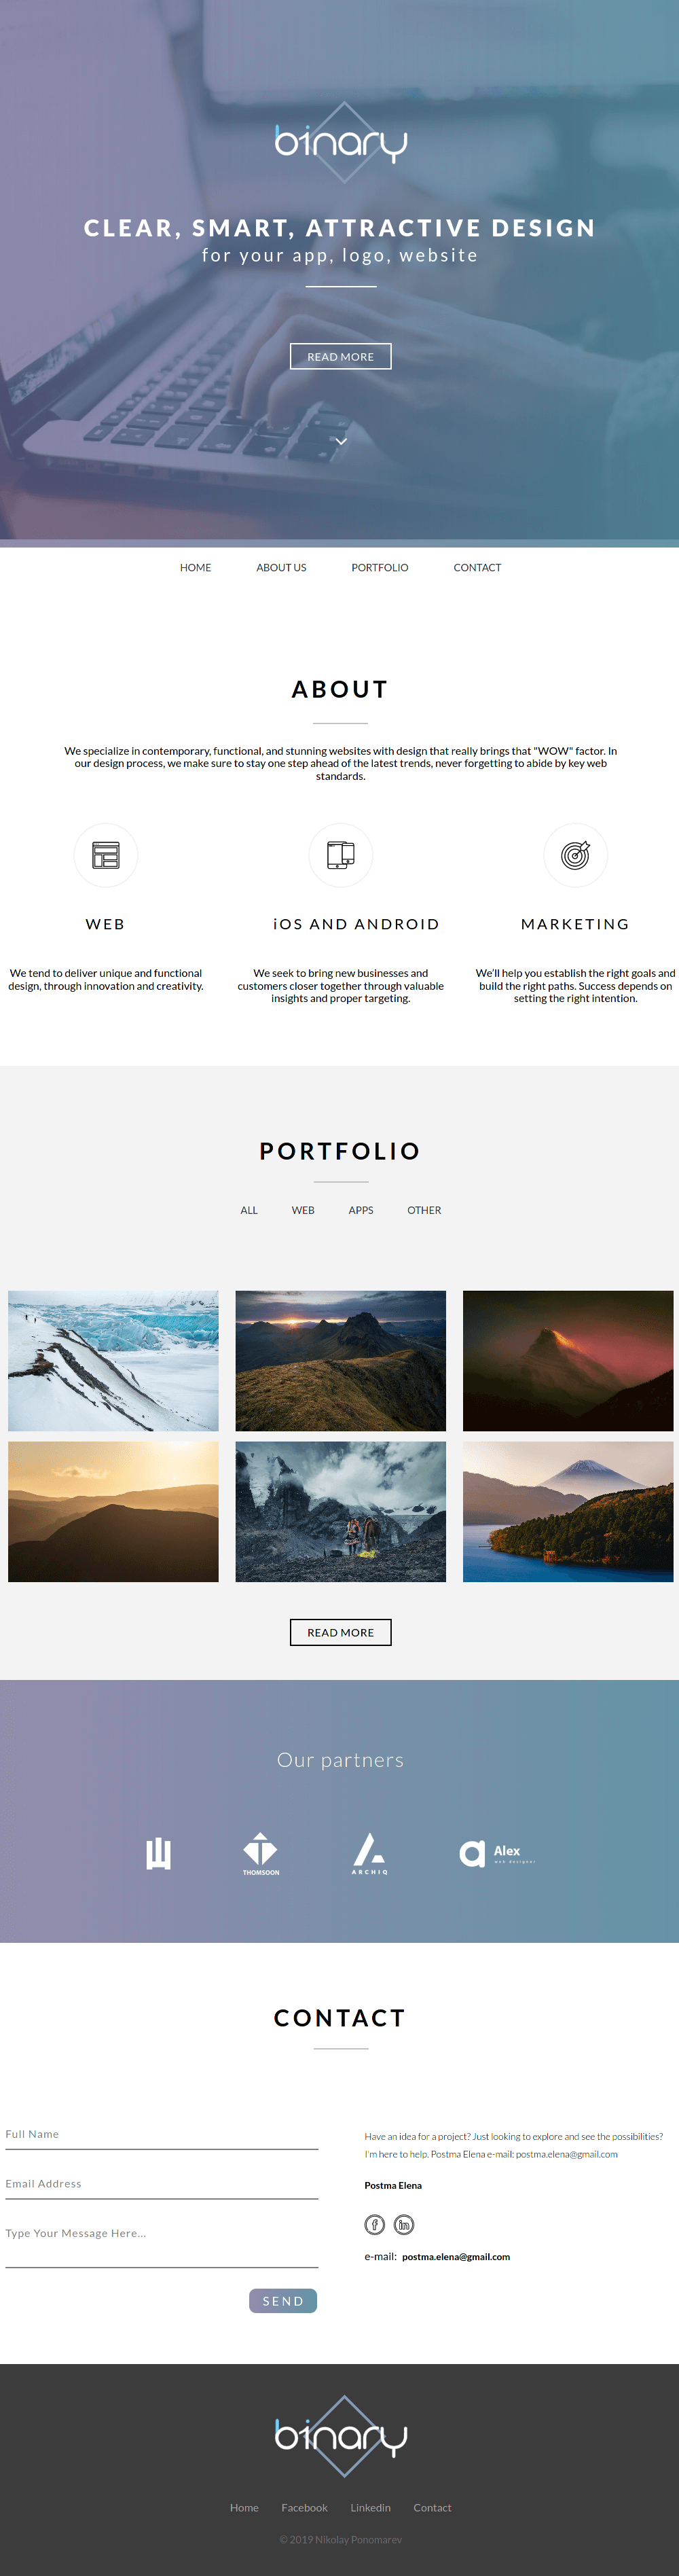 binary
CLEAR, SMART, ATTRACTIVE DESIGN
for your app, logo, website
READ MORE
HOME ABOUT US PORTFOLIO CONTACT
ABOUT
We specialize in contemporary, functional, and stunning websites with design that really brings that "WOW" factor. In
our design process, we make sure to stay one step ahead of the latest trends, never forgetting to abide by key web
standards.
WEB
We tend to deliver unique and functional
design, through innovation and creativity.
iOS AND ANDROID
We seek to bring new businesses and
customers closer together through valuable
insights and proper targeting.
MARKETING
We'll help you establish the right goals and
build the right paths. Success depends on
setting the right intention.
PORTFOLIO
ALL WEB APPS OTHER
READ MORE
Our partners
THOMSOON
ARCHIQ
Alex
web designer
CONTACT
Full Name
Email Address
Type Your Message Here...
SEND
Have an idea for a project? Just looking to explore and see the possibilities?
I'm here to help. Postma Elena e-mail: postma.elena@gmail.com
Postma Elena
e-mail: postma.elena@gmail.com
binary
Home Facebook Linkedin Contact
© 2019 Nikolay Ponomarev